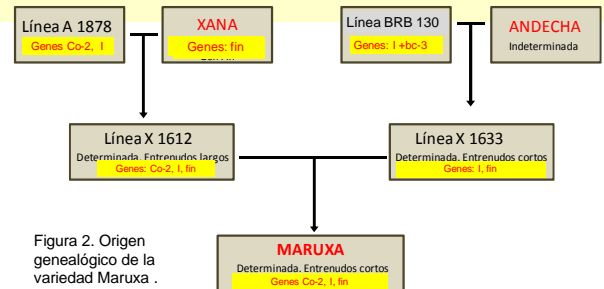 Línea A 1878
Genes Co-2, I
XANA
Genes: fin
Línea BRB 130
Genes: I +bc-3
ANDECHA
Indeterminada
Línea X 1612
Determinada. Entrenudos largos
Genes: Co-2, I, fin
Línea X 1633
Determinada. Entrenudos cortos
Genes: I, fin
MARUXA
Determinada. Entrenudos cortos
Genes Co-2, I, fin
Figura 2. Origen
genealógico de la
variedad Maruxa .